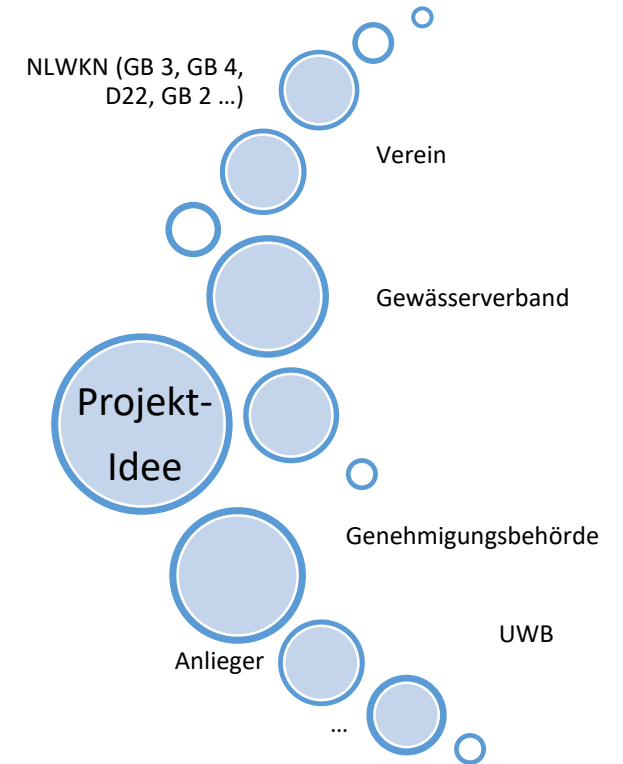 NLWKN (GB 3, GB 4,
D22, GB 2 …)
Verein
Gewässerverband
Projekt-
Idee
Genehmigungsbehörde
UWB
Anlieger
…